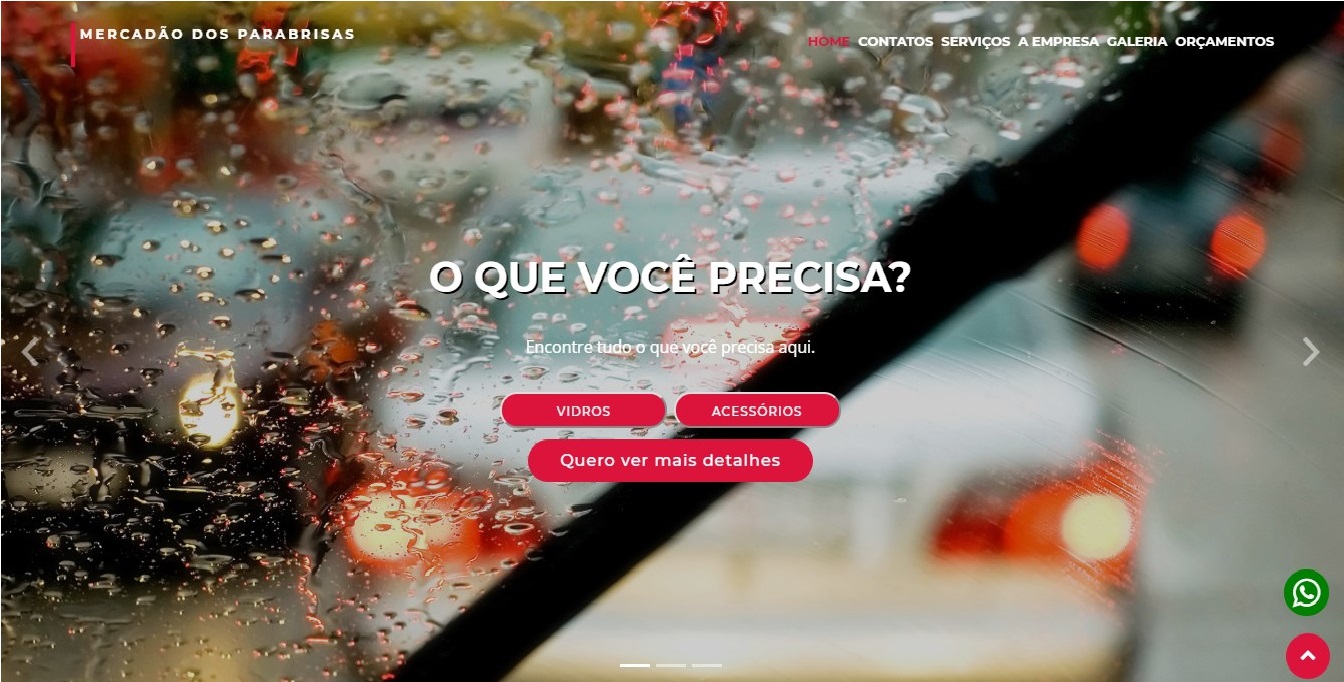 MERCADÃO DOS PARABRISAS
HOME CONTATOS SERVIÇOS A EMPRESA GALERIA ORÇAMENTOS
O QUE VOCÊ PRECISA?
Encontre tudo o que você precisa aqui.
VIDROS ACESSÓRIOS
Quero ver mais detalhes